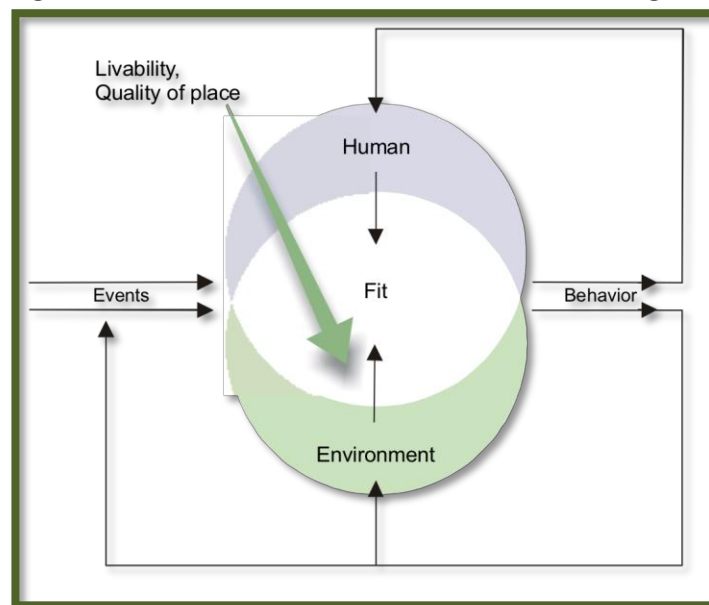 Livability,
Quality of place
Human
Fit
Events
Behavior
Environment